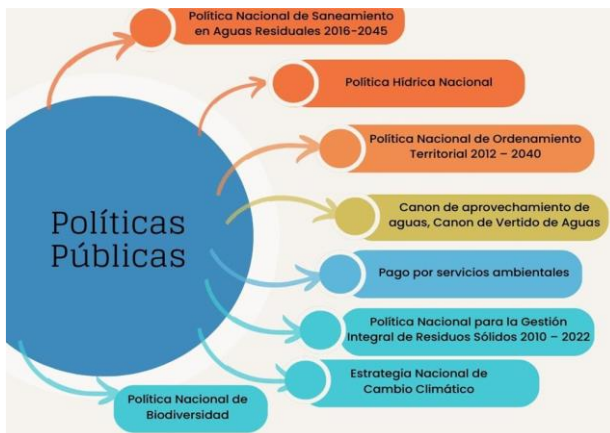 Política Nacional de Saneamiento
en Aguas Residuales 2016-2045
Política Hídrica Nacional
Política Nacional de Ordenamiento
Territorial 2012 – 2040
Políticas
Públicas
Canon de aprovechamiento de
aguas, Canon de Vertido de Aguas
Pago por servicios ambientales
Política Nacional para la Gestión
Integral de Residuos Sólidos 2010 – 2022
Estrategia Nacional de
Cambio Climático
Política Nacional de
Biodiversidad